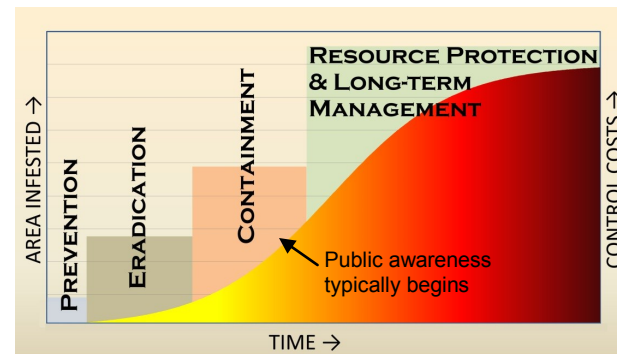 RESOURCE PROTECTION
& LONG-TERM
MANAGEMENT
CONTAINMENT
ERADICATION
PREVENTION
AREA INFESTED →
CONTROL COSTS →
Public awareness
typically begins
TIME →